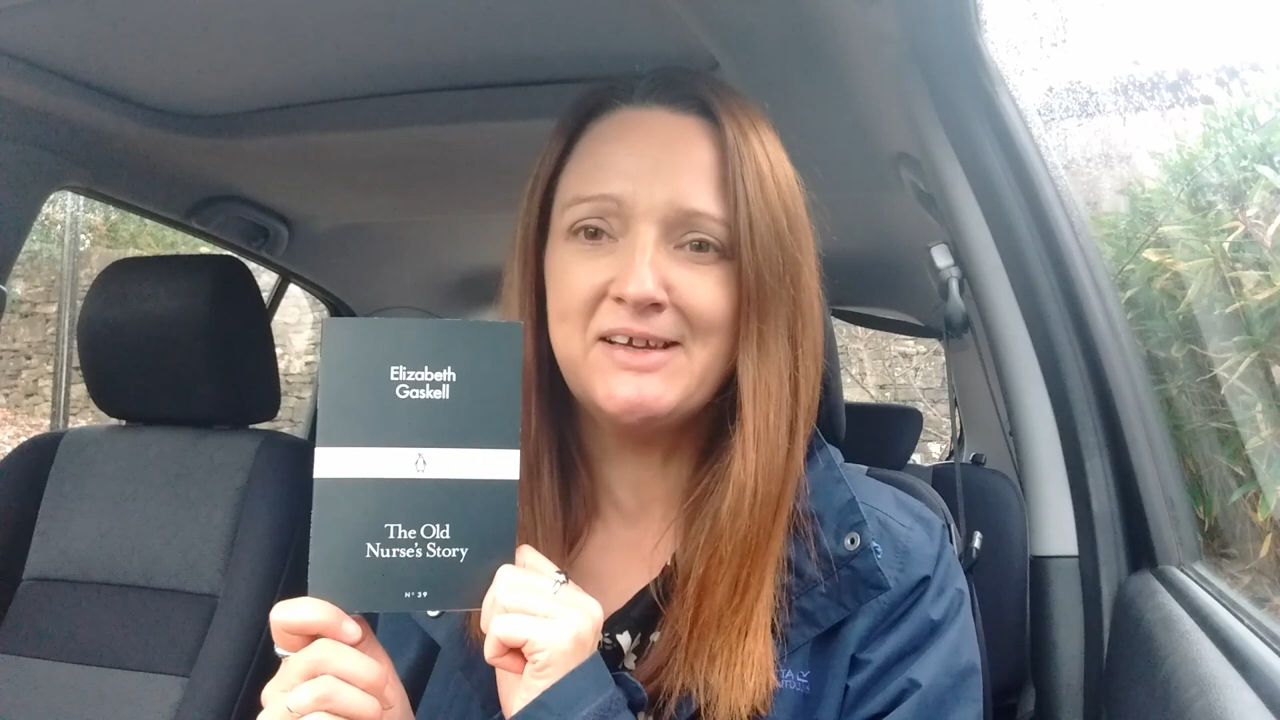 Elizabeth
Gaskell
The Old
Nurse's Story
Nº 39